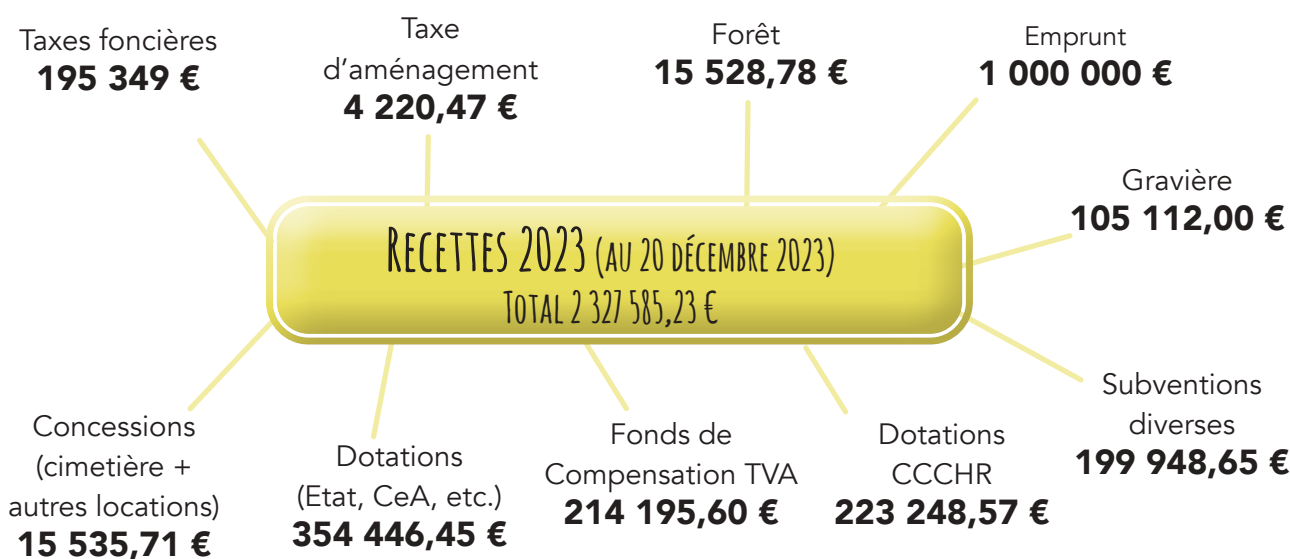 Taxes foncières
195 349 €
Taxe
d'aménagement
4 220,47 €
Forêt
15 528,78 €
Emprunt
1 000 000 €
Gravière
105 112,00 €
RECETTES 2023 (AU 20 DÉCEMBRE 2023)
TOTAL 2 327 585,23 €
Concessions
(cimetière +
autres locations)
15 535,71 €
Dotations
(Etat, CeA, etc.)
354 446,45 €
Fonds de
Compensation TVA
214 195,60 €
Dotations
CCCHR
223 248,57 €
Subventions
diverses
199 948,65 €